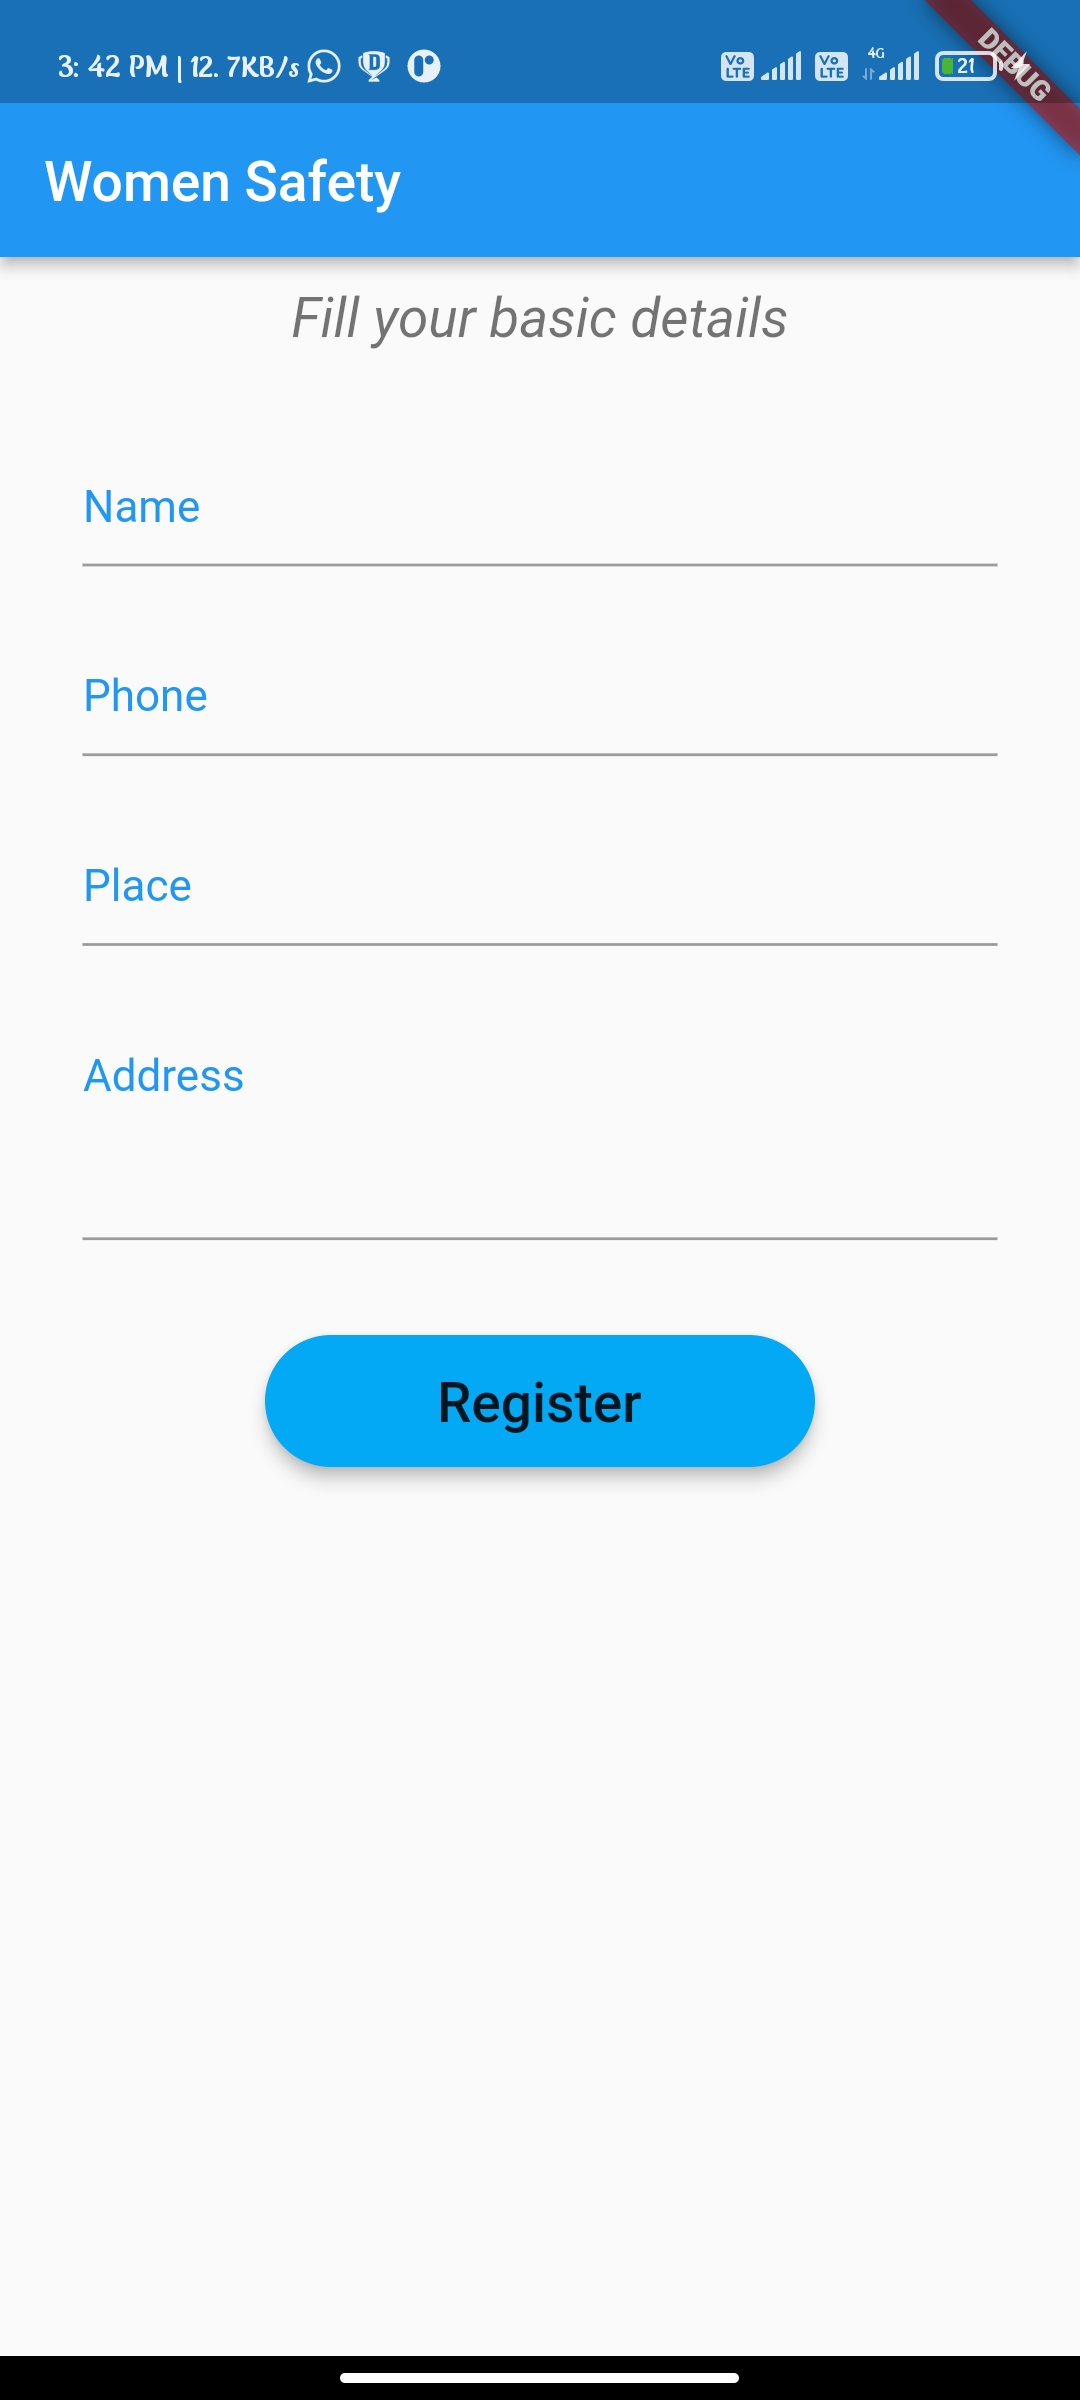 3: 42 PM | 12. 7KB/s D Vo LTE Vo LTE 4G 21
DEBUG
Women Safety
Fill your basic details
Name
Phone
Place
Address
Register